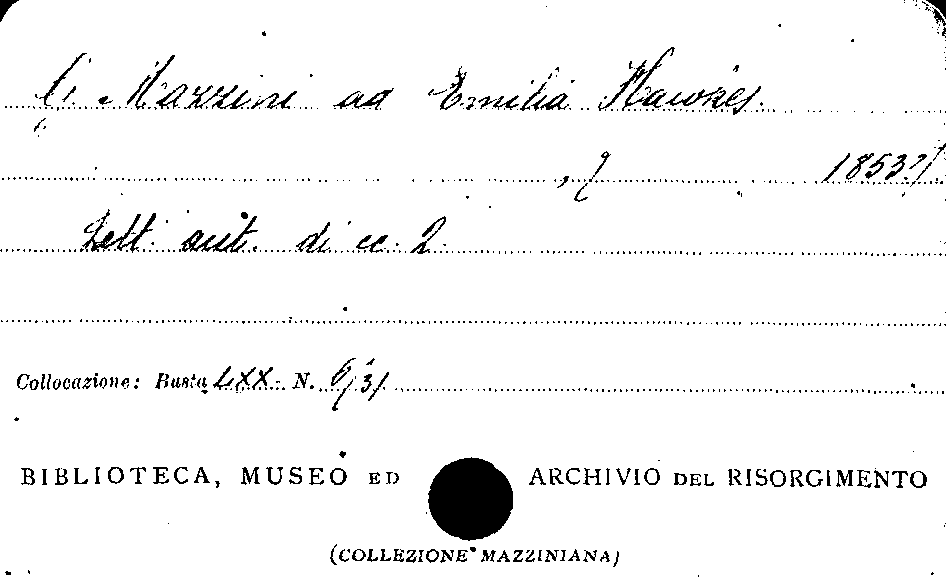 G. Mazzini ad Emilia Hawkes.
, ? 1853?/
Lett. aut. di cc. 2.
Collocazione: Busta LXX. N. 6/31
BIBLIOTECA, MUSEO ED ARCHIVIO DEL RISORGIMENTO
(COLLEZIONE MAZZINIANA)